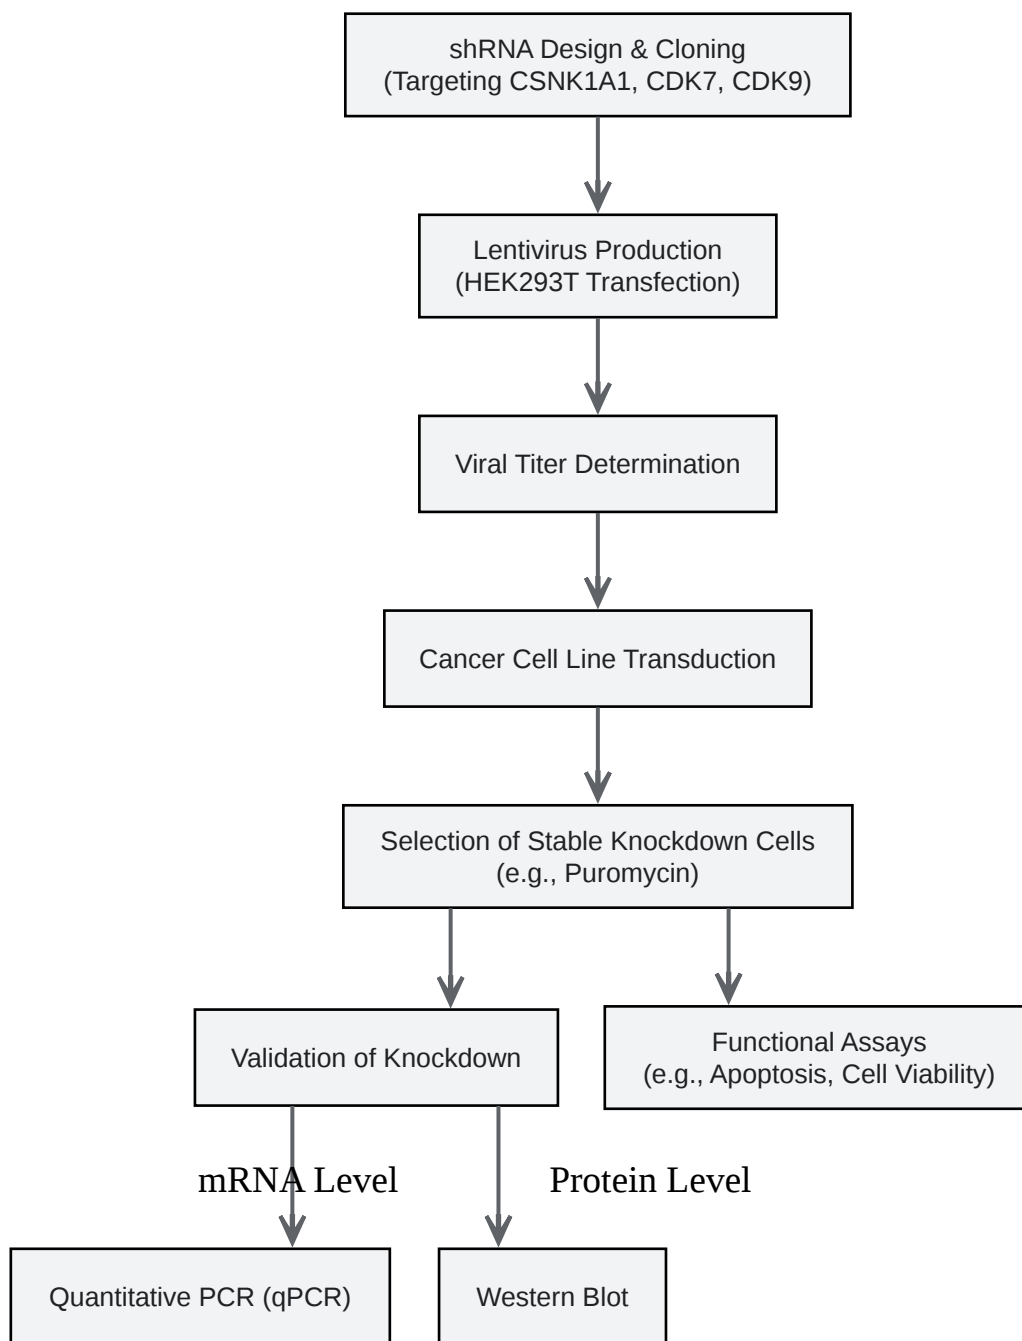 shRNA Design & Cloning
(Targeting CSNK1A1, CDK7, CDK9)
Lentivirus Production
(HEK293T Transfection)
Viral Titer Determination
Cancer Cell Line Transduction
Selection of Stable Knockdown Cells
(e.g., Puromycin)
Validation of Knockdown
Functional Assays
(e.g., Apoptosis, Cell Viability)
mRNA Level
Protein Level
Quantitative PCR (qPCR)
Western Blot